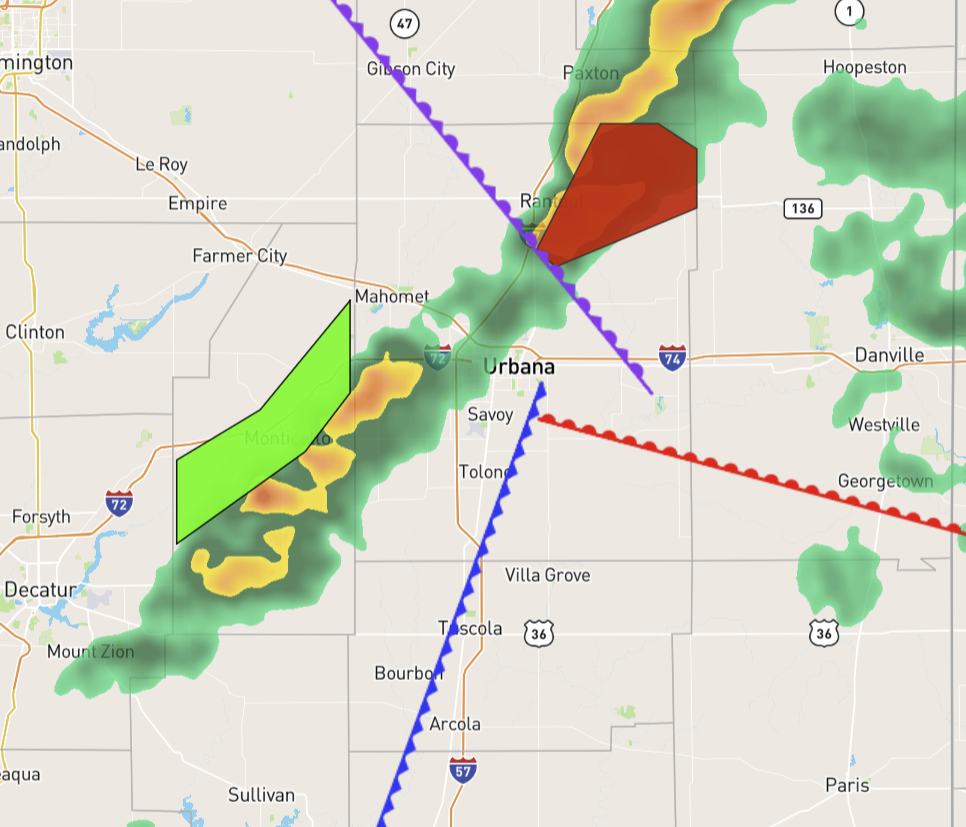 47
1
mington
Gibson City
Paxton
Hoopeston
andolph
Le Roy
Empire
Rantoul
136
Farmer City
Mahomet
Clinton
72
74
Danville
Urbana
Savoy
Westville
Monticello
Tolono
Georgetown
72
Forsyth
Villa Grove
Decatur
Tuscola
36
36
Mount Zion
Bourbon
Arcola
57
eaqua
Sullivan
Paris